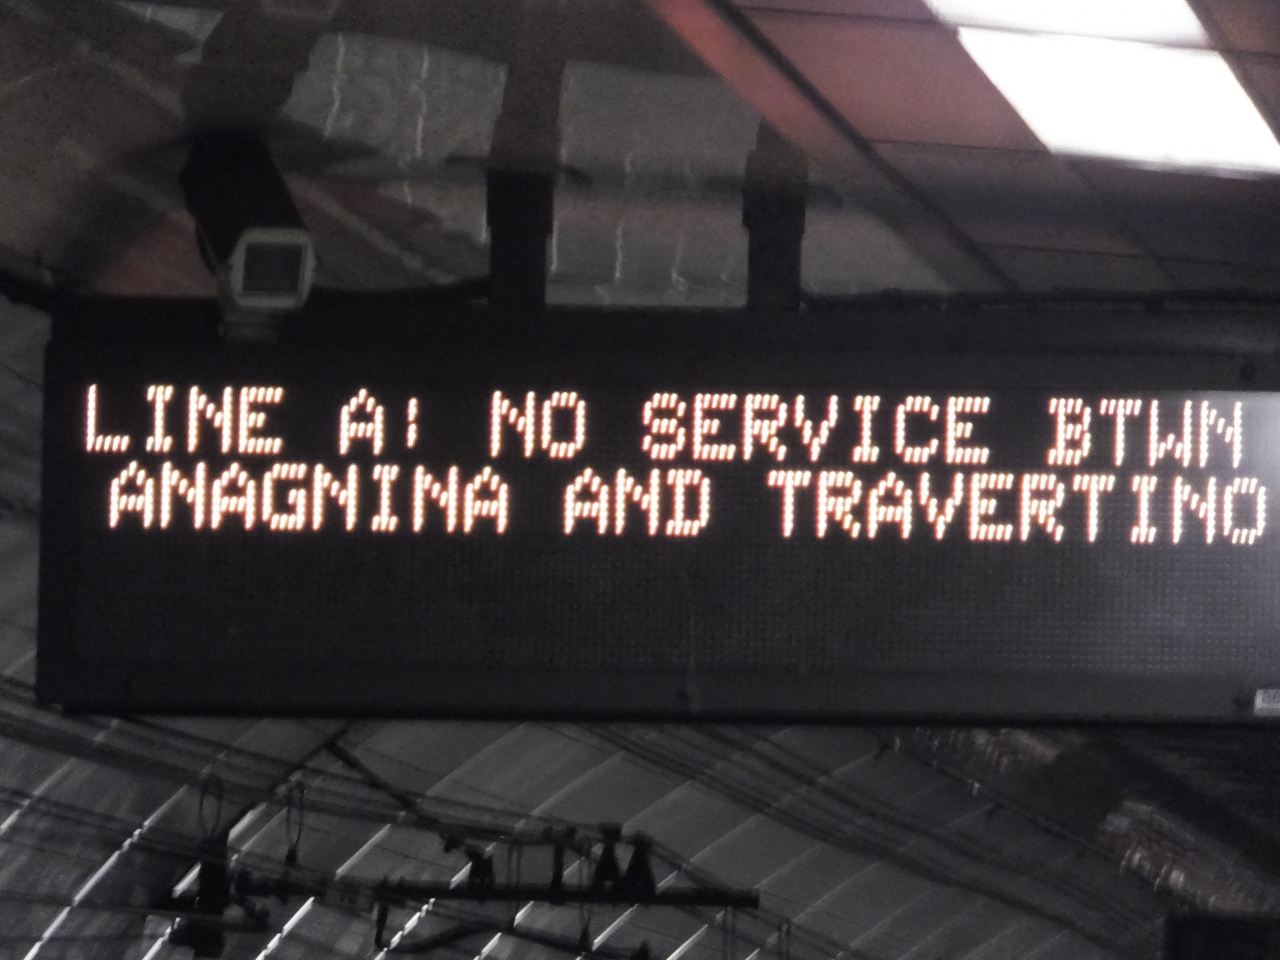 LINE A: NO SERVICE BTWN
ANAGNINA AND TRAVERTINO